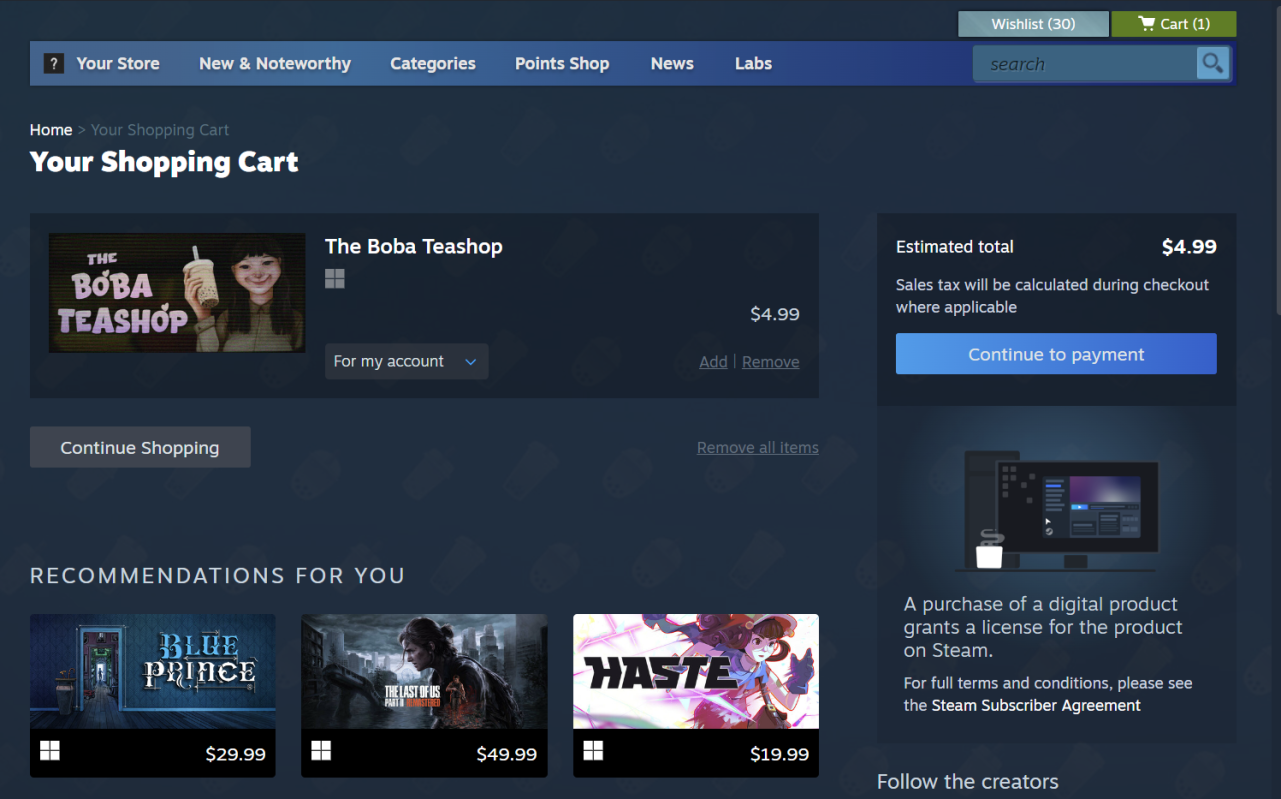 Wishlist (30)
Cart (1)
? Your Store New & Noteworthy Categories Points Shop News Labs search
Home > Your Shopping Cart
Your Shopping Cart
THE
BOBA
TEASHOP
The Boba Teashop
$4.99
For my account
Add | Remove
Continue Shopping
Remove all items
Estimated total $4.99
Sales tax will be calculated during checkout
where applicable
Continue to payment
A purchase of a digital product
grants a license for the product
on Steam.
For full terms and conditions, please see
the Steam Subscriber Agreement
Follow the creators
RECOMMENDATIONS FOR YOU
BLUE
PRINCE
$29.99
THE LAST OF US
PART II REMASTERED
$49.99
HASTE
$19.99